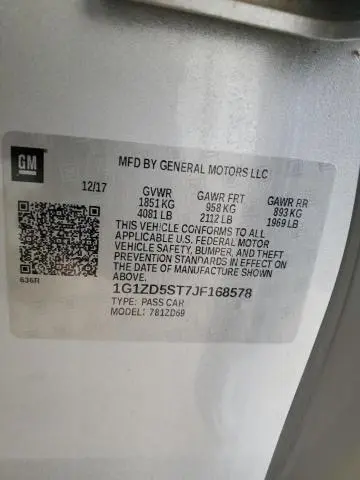 GM
MFD BY GENERAL MOTORS LLC
12/17
GVWR GAWR FRT GAWR RR
1851 KG 958 KG 893 KG
4081 LB 2112 LB 1969 LB
THIS VEHICLE CONFORMS TO ALL
APPLICABLE U.S. FEDERAL MOTOR
VEHICLE SAFETY, BUMPER, AND THEFT
PREVENTION STANDARDS IN EFFECT ON
THE DATE OF MANUFACTURE SHOWN
ABOVE.
636R
1G1ZD5ST7JF168578
TYPE: PASS CAR
MODEL: 781ZD69